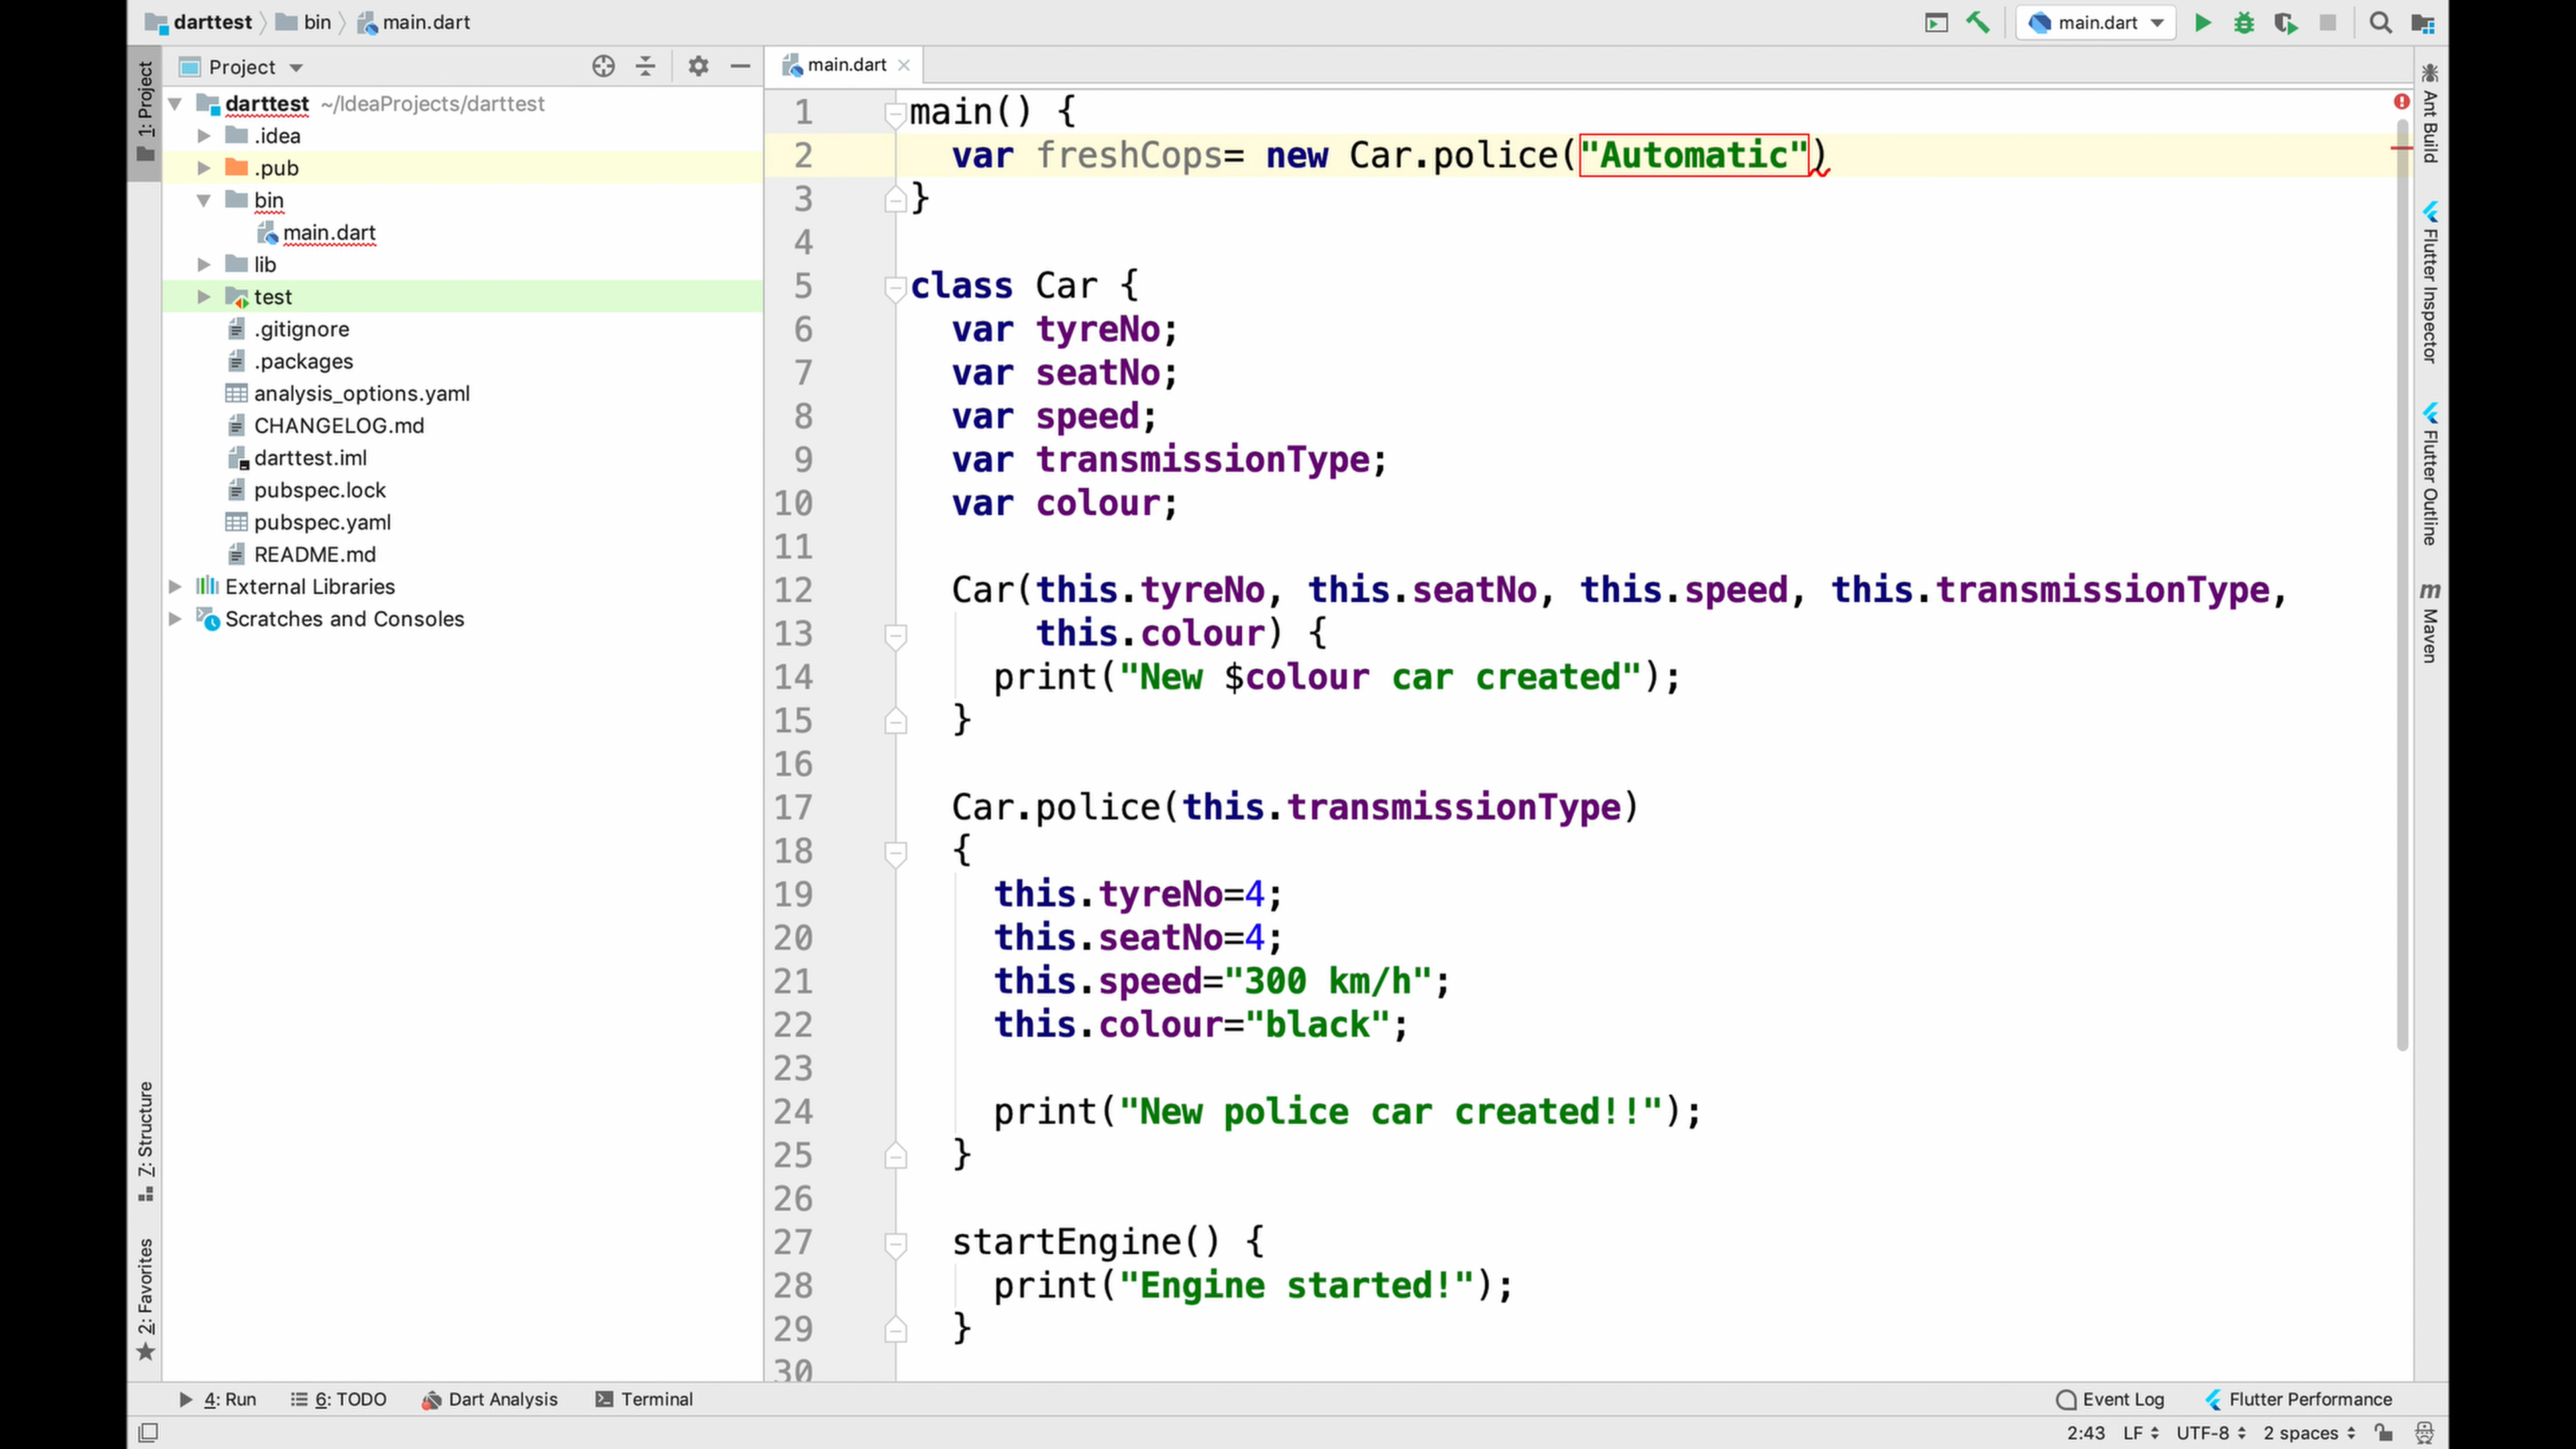 darttest bin main.dart
main.dart
1: Project
Project
darttest ~/IdeaProjects/darttest
.idea
.pub
bin
main.dart
lib
test
.gitignore
.packages
analysis_options.yaml
CHANGELOG.md
darttest.iml
pubspec.lock
pubspec.yaml
README.md
External Libraries
Scratches and Consoles
7: Structure
2: Favorites
main.dart
1 main() {
2 var freshCops= new Car.police("Automatic")
3 }
4
5 class Car {
6 var tyreNo;
7 var seatNo;
8 var speed;
9 var transmissionType;
10 var colour;
11
12 Car(this.tyreNo, this.seatNo, this.speed, this.transmissionType,
13 this.colour) {
14 print("New $colour car created");
15 }
16
17 Car.police(this.transmissionType)
18 {
19 this.tyreNo=4;
20 this.seatNo=4;
21 this.speed="300 km/h";
22 this.colour="black";
23
24 print("New police car created!!");
25 }
26
27 startEngine() {
28 print("Engine started!");
29 }
30
Ant Build
Flutter Inspector
Flutter Outline
m Maven
4: Run 6: TODO Dart Analysis Terminal
Event Log Flutter Performance
2:43 LF UTF-8 2 spaces